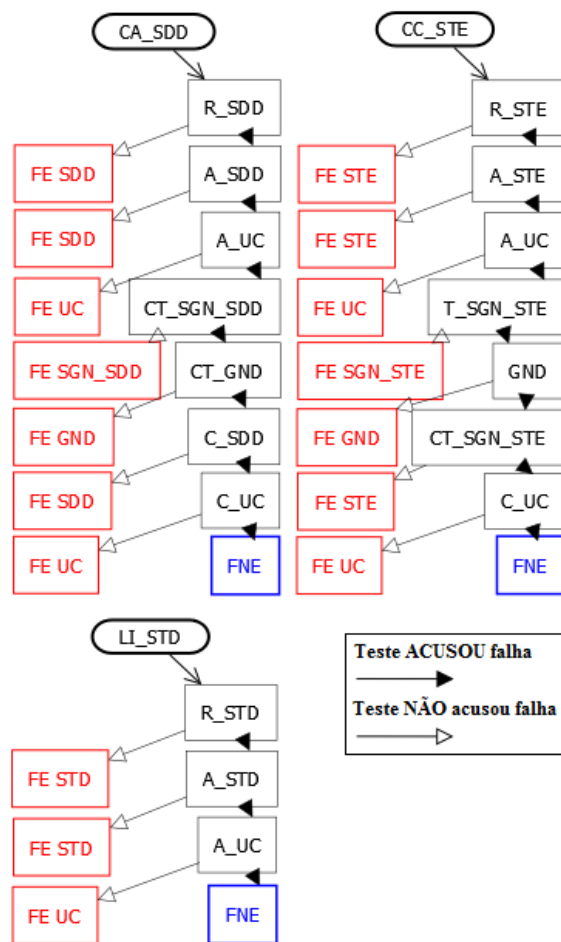 CA_SDD
R_SDD
FE SDD
A_SDD
FE SDD
A_UC
FE UC
CT_SGN_SDD
FE SGN_SDD
CT_GND
FE GND
C_SDD
FE SDD
C_UC
FE UC
FNE
CC_STE
R_STE
FE STE
A_STE
FE STE
A_UC
FE UC
T_SGN_STE
FE SGN_STE
GND
FE GND
CT_SGN_STE
FE STE
C_UC
FE UC
FNE
LI_STD
R_STD
FE STD
A_STD
FE STD
A_UC
FE UC
FNE
Teste ACUSOU falha
Teste NÃO acusou falha